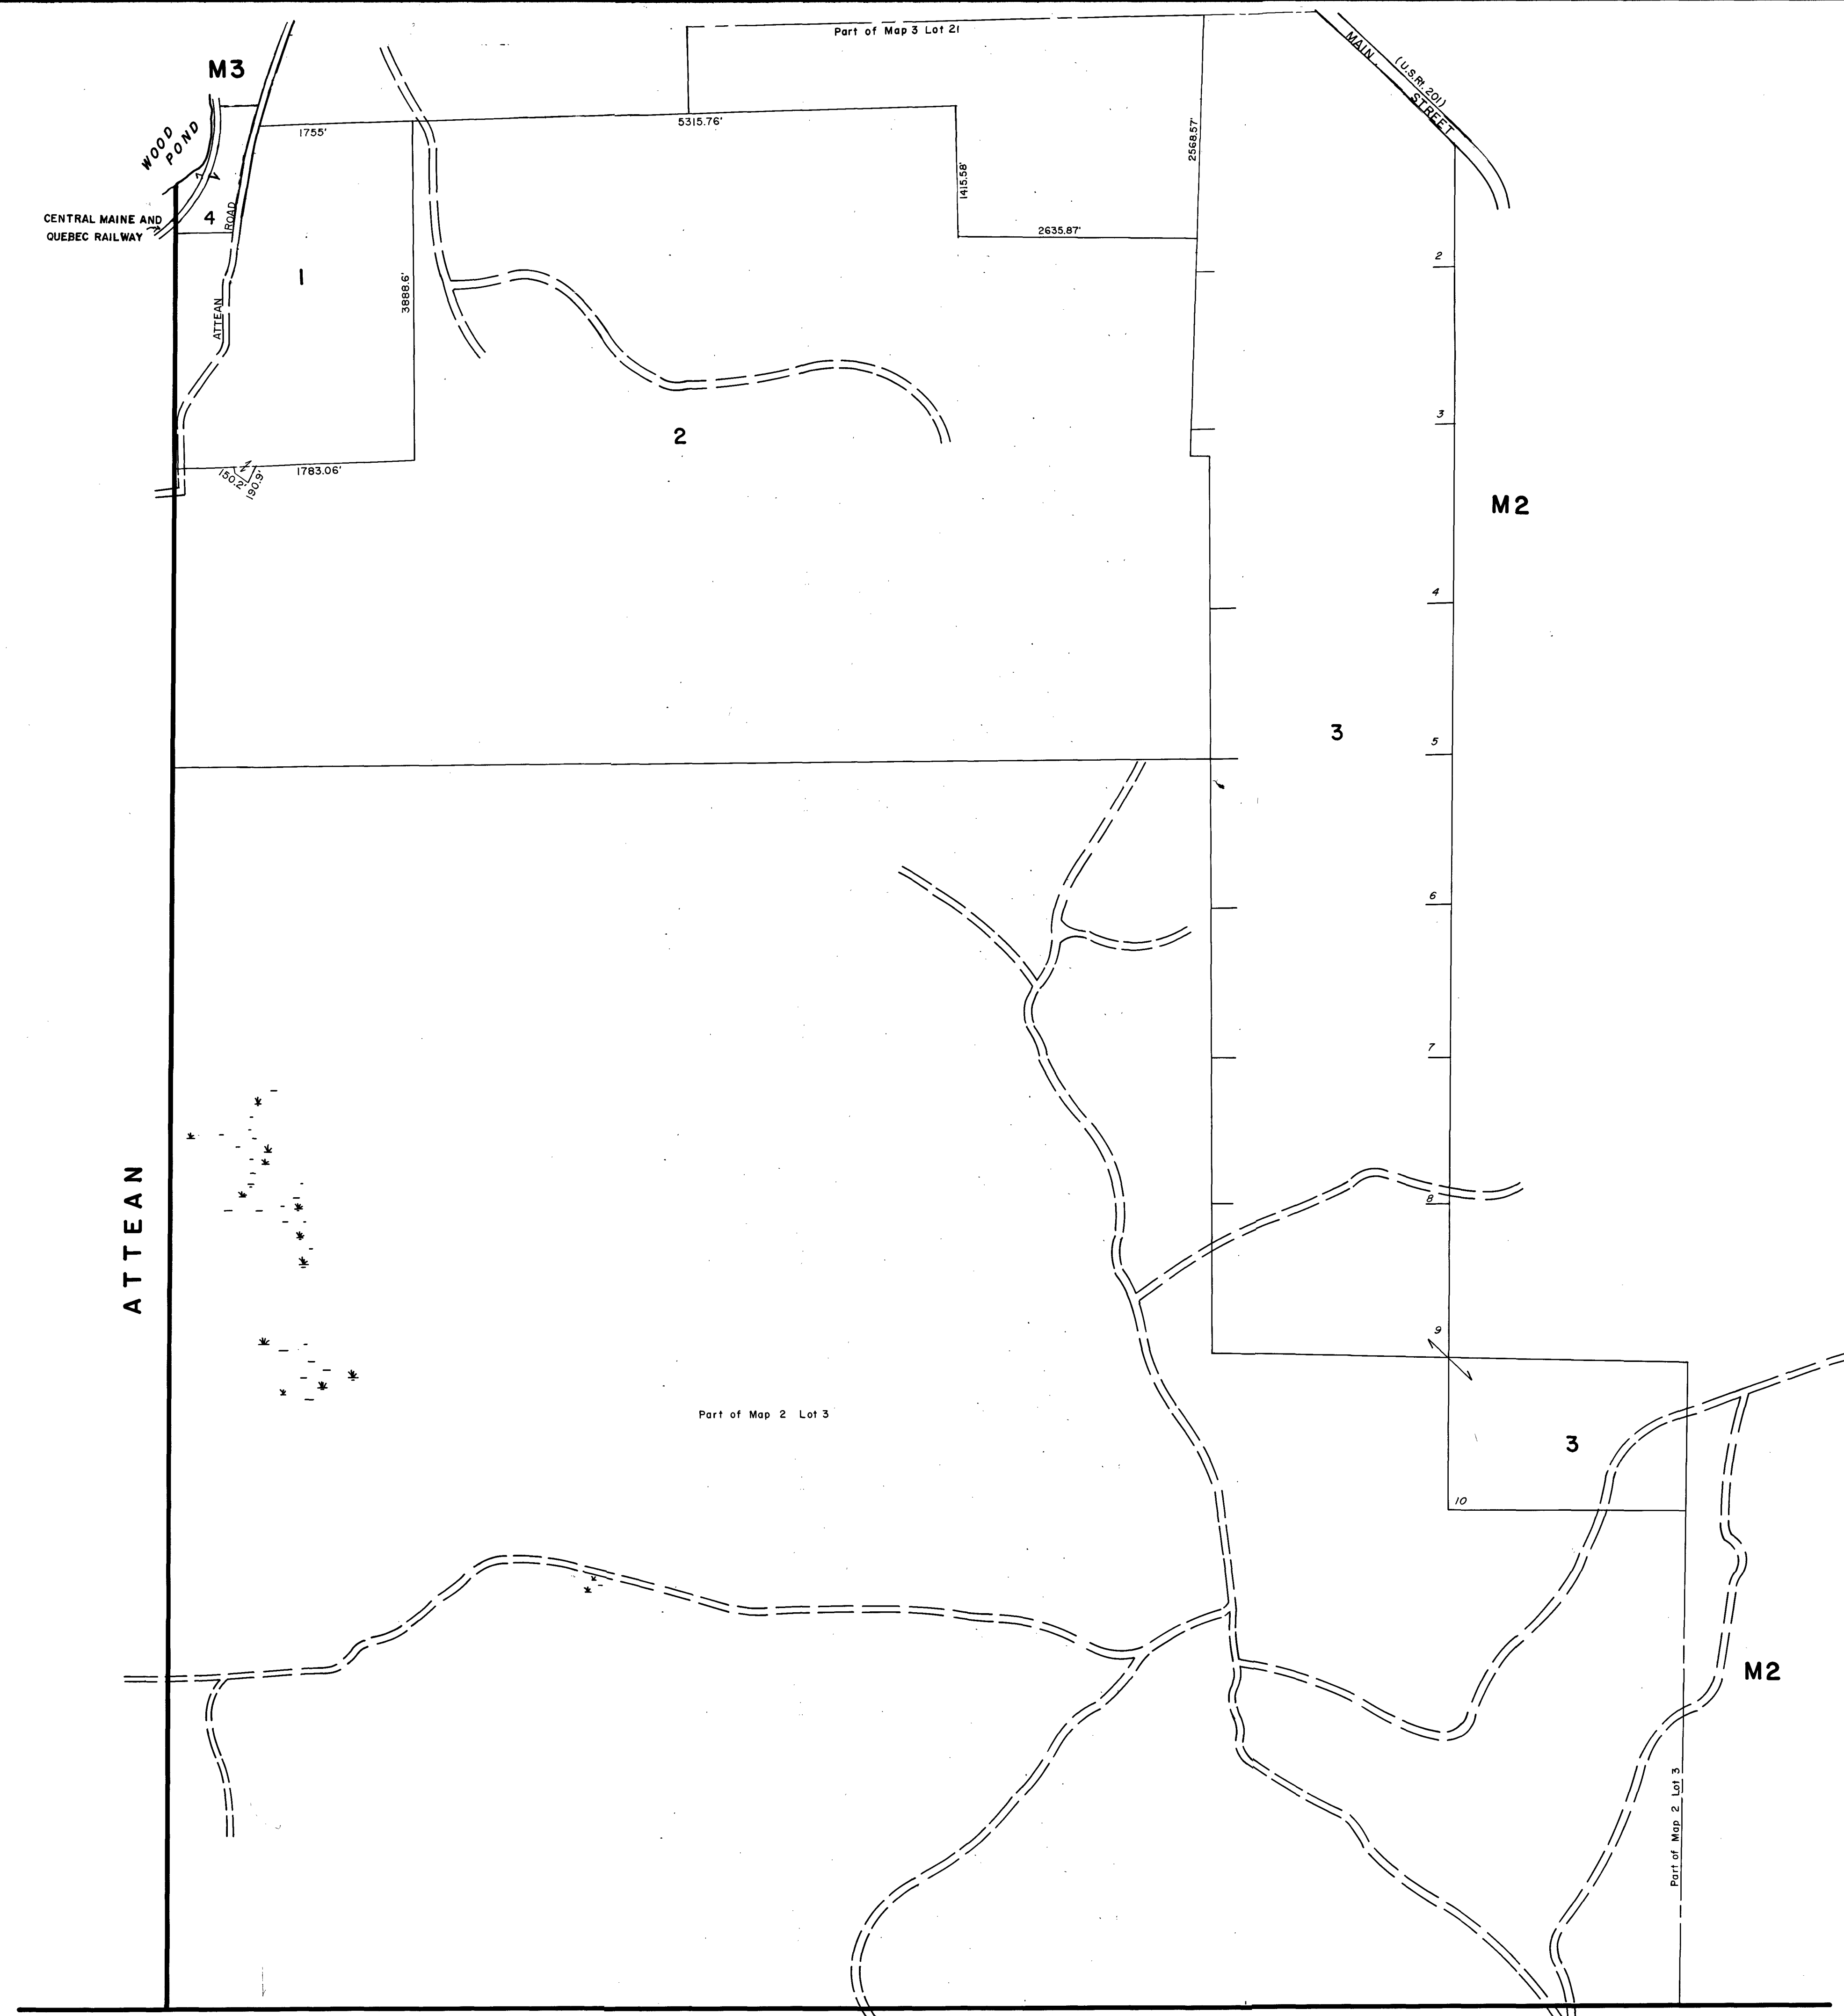 Part of Map 3 Lot 21
MAIN STREET
(U.S.Rt. 201)
M3
WOOD
POND
1755'
5315.76'
2568.57'
1415.58'
CENTRAL MAINE AND
QUEBEC RAILWAY
4
ATTEAN ROAD
2635.87'
1
3888.6'
2
3
2
1783.06'
150.2'
190.9'
M2
4
3
5
6
7
ATTEAN
8
9
Part of Map 2 Lot 3
3
10
M2
Part of Map 2 Lot 3